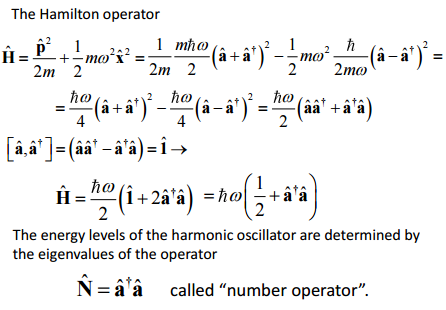 The Hamilton operator
Ĥ = p̂²/2m + 1/2 mω²x̂² = 1/2m mħω/2 (â + â†)² − 1/2 mω² · ħ/2mω (â − â†)² =
= ħω/4 (â + â†)² − ħω/4 (â − â†)² = ħω/2 (ââ† + â†â)
[â, â†] = (ââ† − â†â) = î →
Ĥ = ħω/2 (î + 2â†â) = ħω(1/2 + â†â)
The energy levels of the harmonic oscillator are determined by
the eigenvalues of the operator
N̂ = â†â called “number operator”.